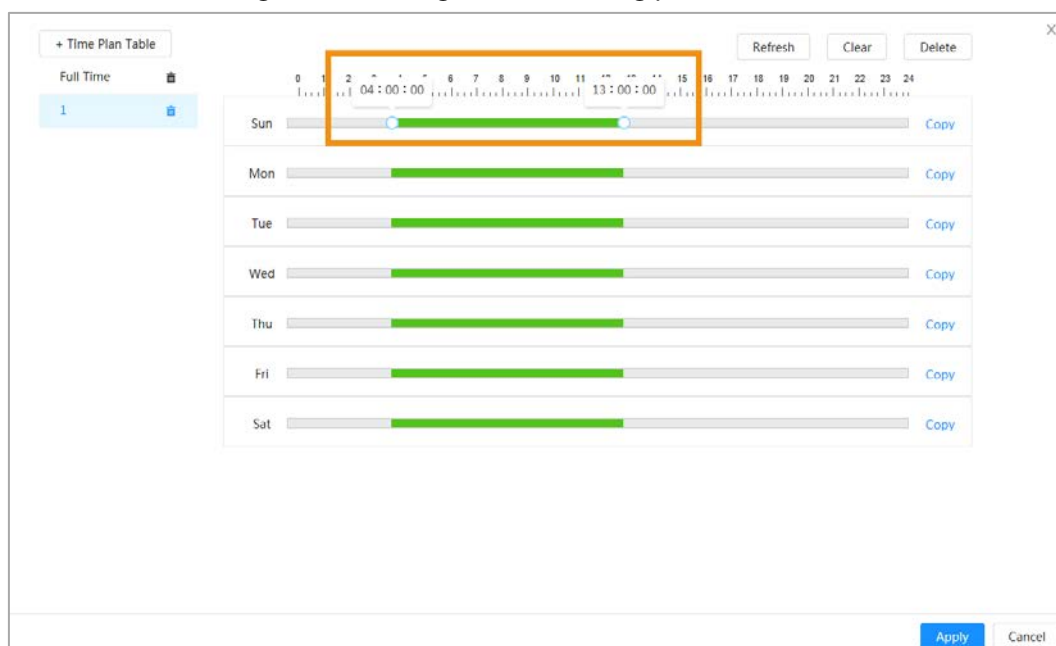 + TIme Plan Table
Refresh
Clear
Delete
Full Time
0 1 2 6 7 8 9 10 11 15 16 17 18 19 20 21 22 23 24
04:00:00
13:00:00
1
Sun Copy
Mon Copy
Tue Copy
Wed Copy
Thu Copy
Fri Copy
Sat Copy
Apply
Cancel